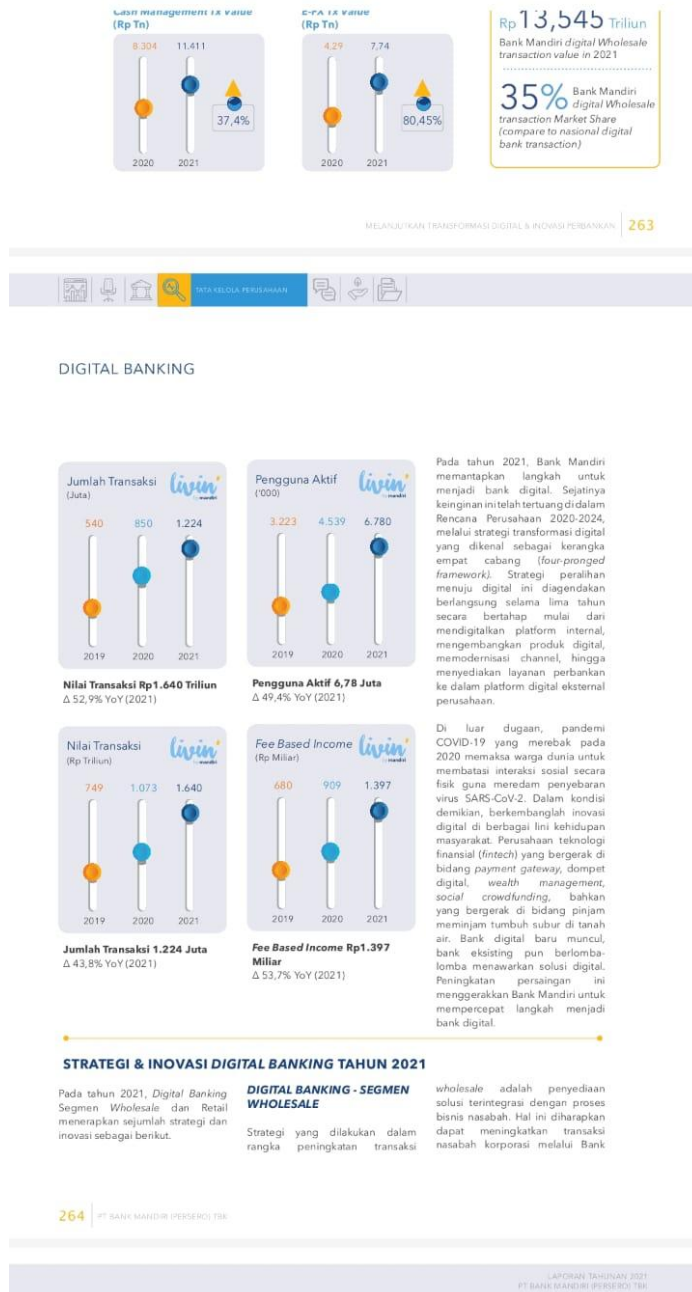 Cash Management Tx Value
(Rp Tn)
8.304 11.411
37,4%
2020 2021
E-FX Tx Value
(Rp Tn)
4,29 7,74
80,45%
2020 2021
Rp 13,545 Triliun
Bank Mandiri digital Wholesale
transaction value in 2021
35% Bank Mandiri
digital Wholesale
transaction Market Share
(compare to nasional digital
bank transaction)
MELANJUTKAN TRANSFORMASI DIGITAL & INOVASI PERBANKAN 263
TATA KELOLA PERUSAHAAN
DIGITAL BANKING
Jumlah Transaksi
(Juta)
livin'
by mandiri
540 850 1.224
2019 2020 2021
Nilai Transaksi Rp1.640 Triliun
Δ 52,9% YoY (2021)
Pengguna Aktif
('000)
livin'
by mandiri
3.223 4.539 6.780
2019 2020 2021
Pengguna Aktif 6,78 Juta
Δ 49,4% YoY (2021)
Nilai Transaksi
(Rp Triliun)
livin'
by mandiri
749 1.073 1.640
2019 2020 2021
Jumlah Transaksi 1.224 Juta
Δ 43,8% YoY (2021)
Fee Based Income
(Rp Miliar)
livin'
by mandiri
680 909 1.397
2019 2020 2021
Fee Based Income Rp1.397
Miliar
Δ 53,7% YoY (2021)
Pada tahun 2021, Bank Mandiri
memantapkan langkah untuk
menjadi bank digital. Sejatinya
keinginan ini telah tertuang di dalam
Rencana Perusahaan 2020-2024,
melalui strategi transformasi digital
yang dikenal sebagai kerangka
empat cabang (four-pronged
framework). Strategi peralihan
menuju digital ini diagendakan
berlangsung selama lima tahun
secara bertahap mulai dari
mendigitalkan platform internal,
mengembangkan produk digital,
memodernisasi channel, hingga
menyediakan layanan perbankan
ke dalam platform digital eksternal
perusahaan.
Di luar dugaan, pandemi
COVID-19 yang merebak pada
2020 memaksa warga dunia untuk
membatasi interaksi sosial secara
fisik guna meredam penyebaran
virus SARS-CoV-2. Dalam kondisi
demikian, berkembanglah inovasi
digital di berbagai lini kehidupan
masyarakat. Perusahaan teknologi
finansial (fintech) yang bergerak di
bidang payment gateway, dompet
digital, wealth management,
social crowdfunding, bahkan
yang bergerak di bidang pinjam
meminjam tumbuh subur di tanah
air. Bank digital baru muncul,
bank eksisting pun berlomba-
lomba menawarkan solusi digital.
Peningkatan persaingan ini
menggerakkan Bank Mandiri untuk
mempercepat langkah menjadi
bank digital.
STRATEGI & INOVASI DIGITAL BANKING TAHUN 2021
Pada tahun 2021, Digital Banking
Segmen Wholesale dan Retail
menerapkan sejumlah strategi dan
inovasi sebagai berikut.
DIGITAL BANKING - SEGMEN
WHOLESALE
Strategi yang dilakukan dalam
rangka peningkatan transaksi
wholesale adalah penyediaan
solusi terintegrasi dengan proses
bisnis nasabah. Hal ini diharapkan
dapat meningkatkan transaksi
nasabah korporasi melalui Bank
264 PT BANK MANDIRI (PERSERO) TBK
LAPORAN TAHUNAN 2021
PT BANK MANDIRI (PERSERO) TBK